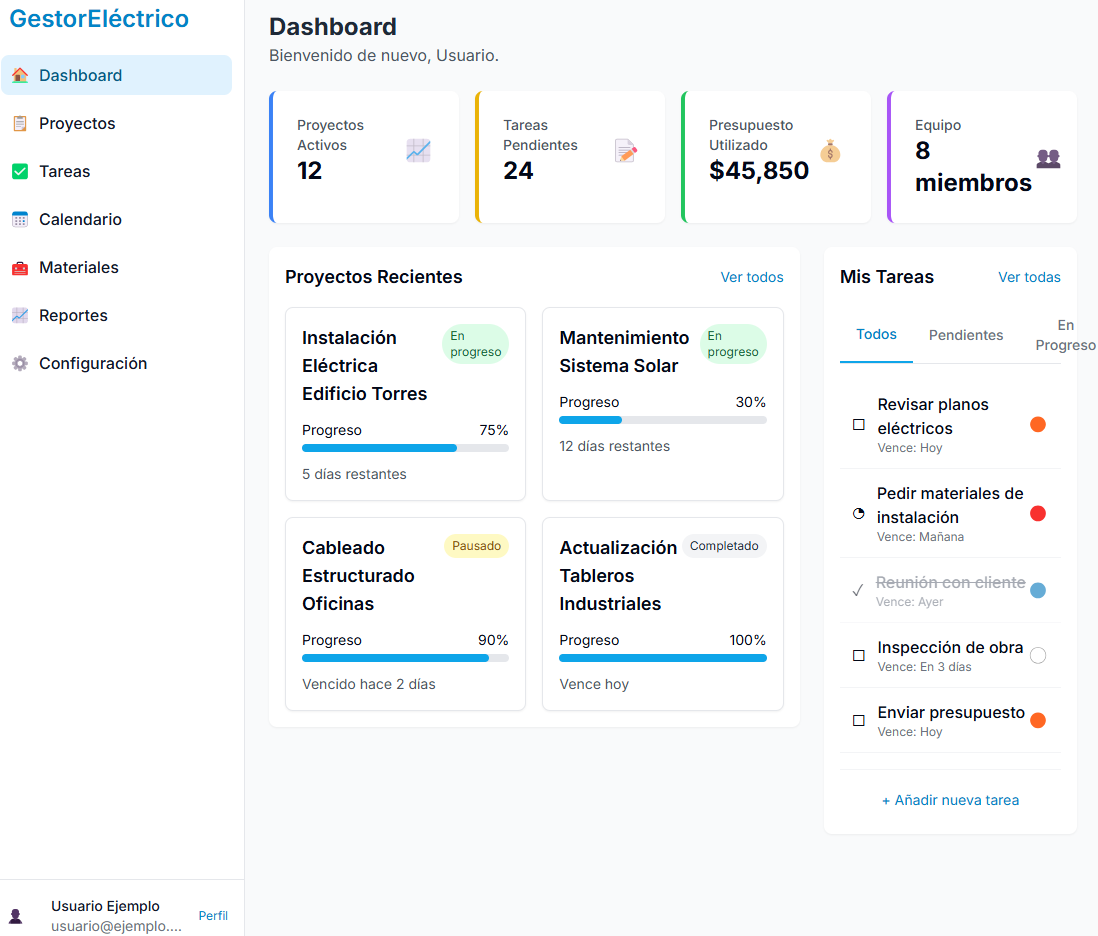 GestorEléctrico
Dashboard
Proyectos
Tareas
Calendario
Materiales
Reportes
Configuración
Usuario Ejemplo
usuario@ejemplo....
Perfil
Dashboard
Bienvenido de nuevo, Usuario.
Proyectos
Activos
12
Tareas
Pendientes
24
Presupuesto
Utilizado
$45,850
Equipo
8
miembros
Proyectos Recientes
Ver todos
Instalación
Eléctrica
Edificio Torres
En
progreso
Progreso
75%
5 días restantes
Mantenimiento
Sistema Solar
En
progreso
Progreso
30%
12 días restantes
Cableado
Estructurado
Oficinas
Pausado
Progreso
90%
Vencido hace 2 días
Actualización
Tableros
Industriales
Completado
Progreso
100%
Vence hoy
Mis Tareas
Ver todas
Todos
Pendientes
En
Progreso
Revisar planos
eléctricos
Vence: Hoy
Pedir materiales de
instalación
Vence: Mañana
Reunión con cliente
Vence: Ayer
Inspección de obra
Vence: En 3 días
Enviar presupuesto
Vence: Hoy
+ Añadir nueva tarea